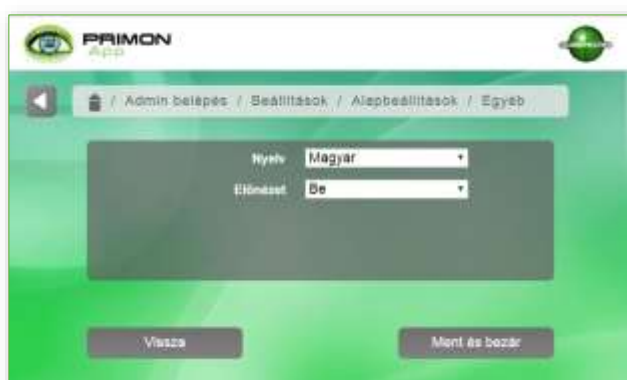 PRIMON
App
/ Admin belépés / Beállítások / Alapbeállítások / Egyéb
Nyelv Magyar
Előnézet Be
Vissza Ment és bezár